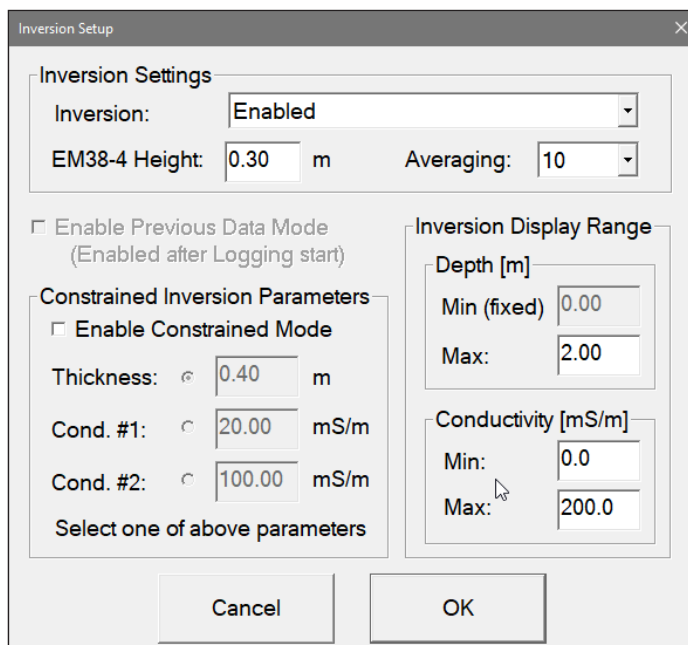 Inversion Setup
Inversion Settings
Inversion: Enabled
EM38-4 Height: 0.30 m Averaging: 10
Enable Previous Data Mode
(Enabled after Logging start)
Constrained Inversion Parameters
Enable Constrained Mode
Thickness: 0.40 m
Cond. #1: 20.00 mS/m
Cond. #2: 100.00 mS/m
Select one of above parameters
Inversion Display Range
Depth [m]
Min (fixed) 0.00
Max: 2.00
Conductivity [mS/m]
Min: 0.0
Max: 200.0
Cancel OK